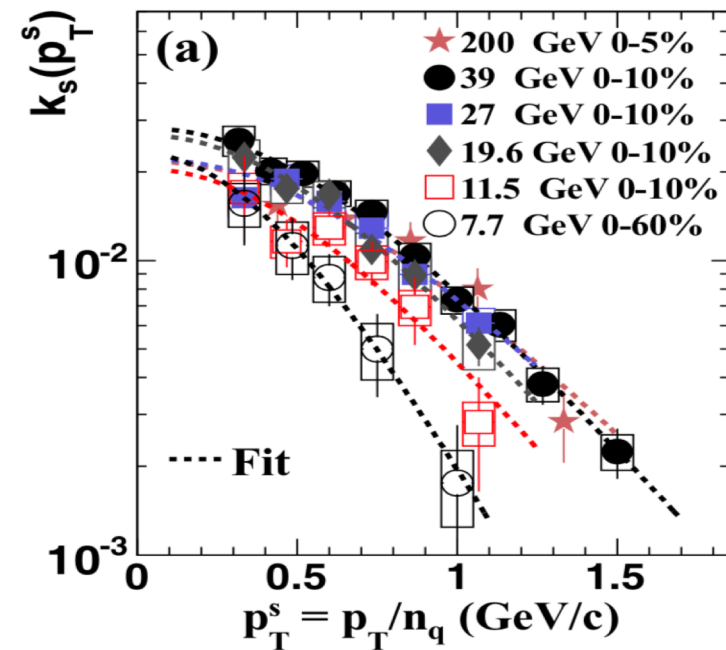 (a)
k_s(p_T^s)
200 GeV 0-5%
39 GeV 0-10%
27 GeV 0-10%
19.6 GeV 0-10%
11.5 GeV 0-10%
7.7 GeV 0-60%
10^-2
Fit
10^-3
0 0.5 1 1.5
p_T^s = p_T/n_q (GeV/c)